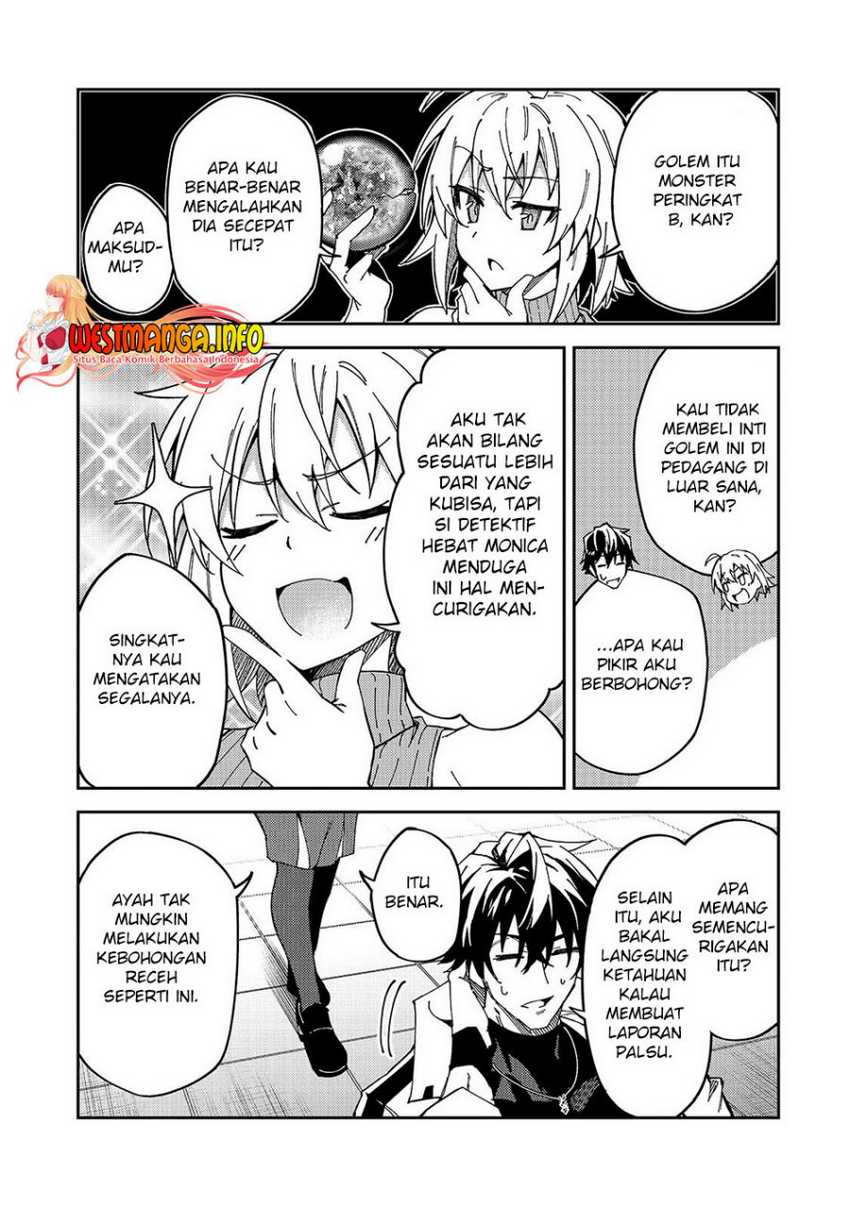 GOLEM ITU
MONSTER
PERINGKAT
B, KAN?
APA KAU
BENAR-BENAR
MENGALAHKAN
DIA SECEPAT
ITU?
APA
MAKSUD-
MU?
WESTMANGA.INFO
Situs Baca Komik Berbahasa Indonesia
KAU TIDAK
MEMBELI INTI
GOLEM INI DI
PEDAGANG DI
LUAR SANA,
KAN?
...APA KAU
PIKIR AKU
BERBOHONG?
AKU TAK
AKAN BILANG
SESUATU LEBIH
DARI YANG
KUBISA, TAPI
SI DETEKTIF
HEBAT MONICA
MENDUGA
INI HAL MEN-
CURIGAKAN.
SINGKAT-
NYA KAU
MENGATAKAN
SEGALANYA.
APA
MEMANG
SEMENCU-
RIGAKAN
ITU?
SELAIN
ITU, AKU
BAKAL
LANGSUNG
KETAHUAN
KALAU
MEMBUAT
LAPORAN
PALSU.
ITU
BENAR.
AYAH TAK
MUNGKIN
MELAKUKAN
KEBOHONGAN
RECEH
SEPERTI INI.